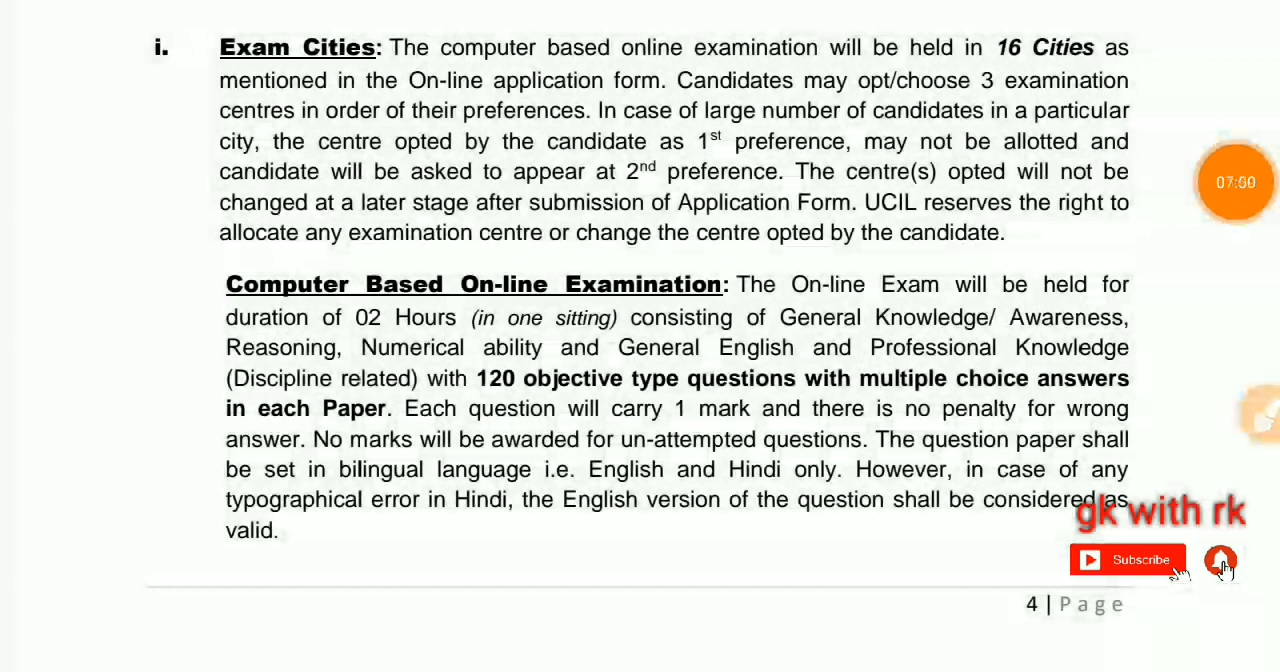 i. Exam Cities: The computer based online examination will be held in 16 Cities as
mentioned in the On-line application form. Candidates may opt/choose 3 examination
centres in order of their preferences. In case of large number of candidates in a particular
city, the centre opted by the candidate as 1st preference, may not be allotted and
candidate will be asked to appear at 2nd preference. The centre(s) opted will not be
changed at a later stage after submission of Application Form. UCIL reserves the right to
allocate any examination centre or change the centre opted by the candidate.
07:00
Computer Based On-line Examination: The On-line Exam will be held for
duration of 02 Hours (in one sitting) consisting of General Knowledge/ Awareness,
Reasoning, Numerical ability and General English and Professional Knowledge
(Discipline related) with 120 objective type questions with multiple choice answers
in each Paper. Each question will carry 1 mark and there is no penalty for wrong
answer. No marks will be awarded for un-attempted questions. The question paper shall
be set in bilingual language i.e. English and Hindi only. However, in case of any
typographical error in Hindi, the English version of the question shall be considered as
valid.
gk with rk
Subscribe
4 | Page